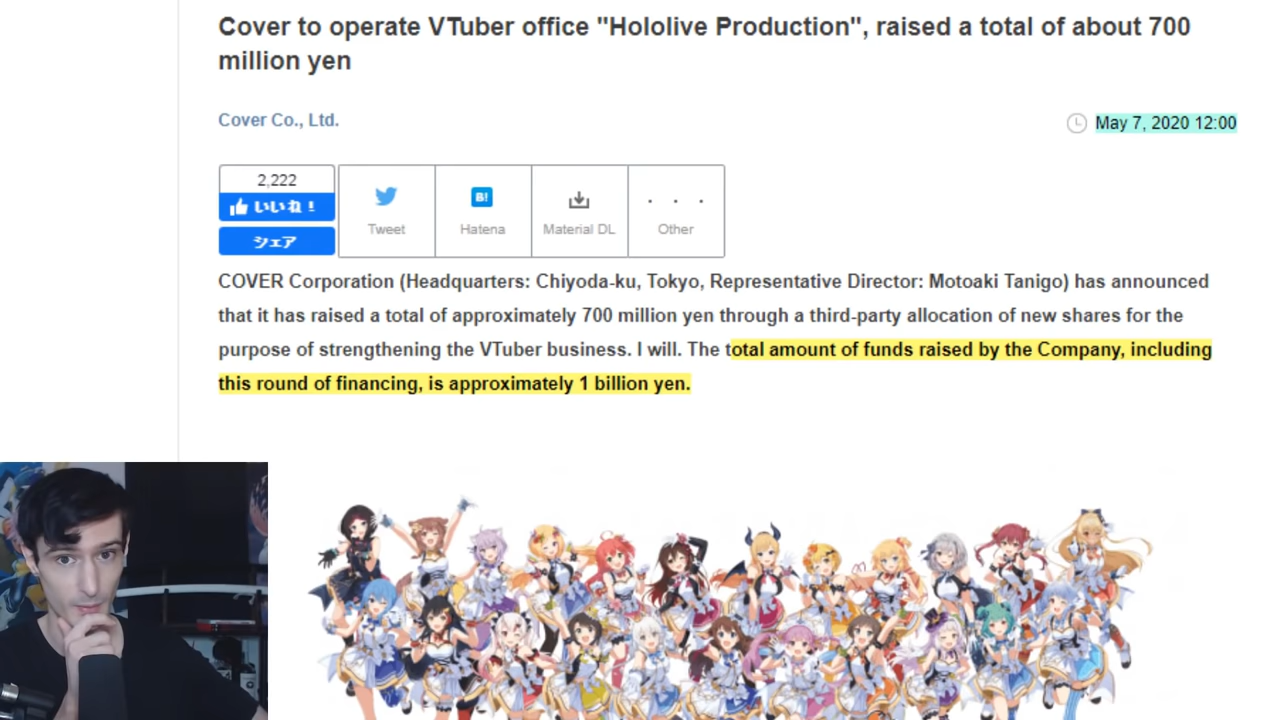 Cover to operate VTuber office "Hololive Production", raised a total of about 700
million yen
Cover Co., Ltd.
May 7, 2020 12:00
2,222
いいね！
シェア
Tweet
B!
Hatena
Material DL
. . .
Other
COVER Corporation (Headquarters: Chiyoda-ku, Tokyo, Representative Director: Motoaki Tanigo) has announced
that it has raised a total of approximately 700 million yen through a third-party allocation of new shares for the
purpose of strengthening the VTuber business. I will. The total amount of funds raised by the Company, including
this round of financing, is approximately 1 billion yen.